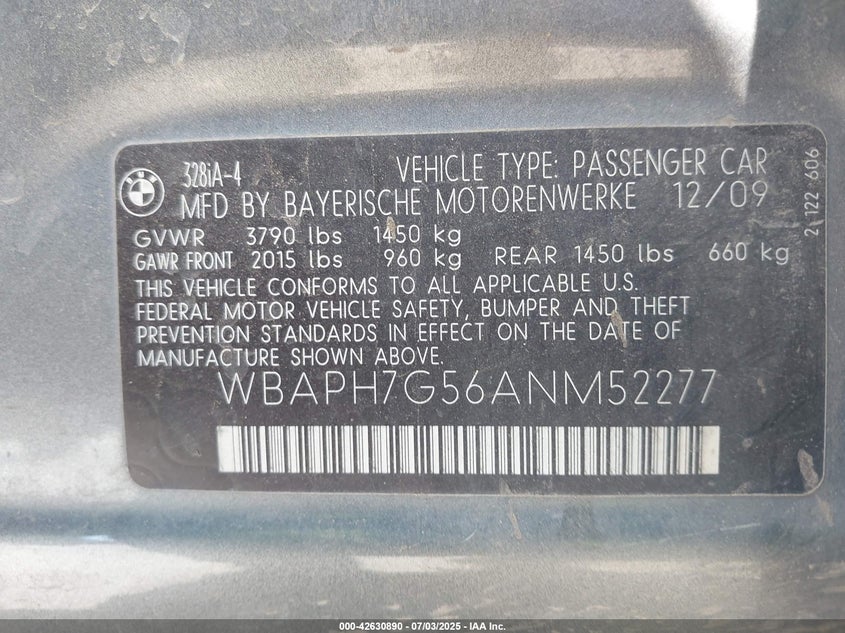 BMW
328iA-4 VEHICLE TYPE: PASSENGER CAR
MFD BY BAYERISCHE MOTORENWERKE 12/09
GVWR 3790 lbs 1450 kg
GAWR FRONT 2015 lbs 960 kg REAR 1450 lbs 660 kg
THIS VEHICLE CONFORMS TO ALL APPLICABLE U.S.
FEDERAL MOTOR VEHICLE SAFETY, BUMPER AND THEFT
PREVENTION STANDARDS IN EFFECT ON THE DATE OF
MANUFACTURE SHOWN ABOVE.
WBAPH7G56ANM52277
2 122 606
000-42630890 - 07/03/2025 - IAA Inc.